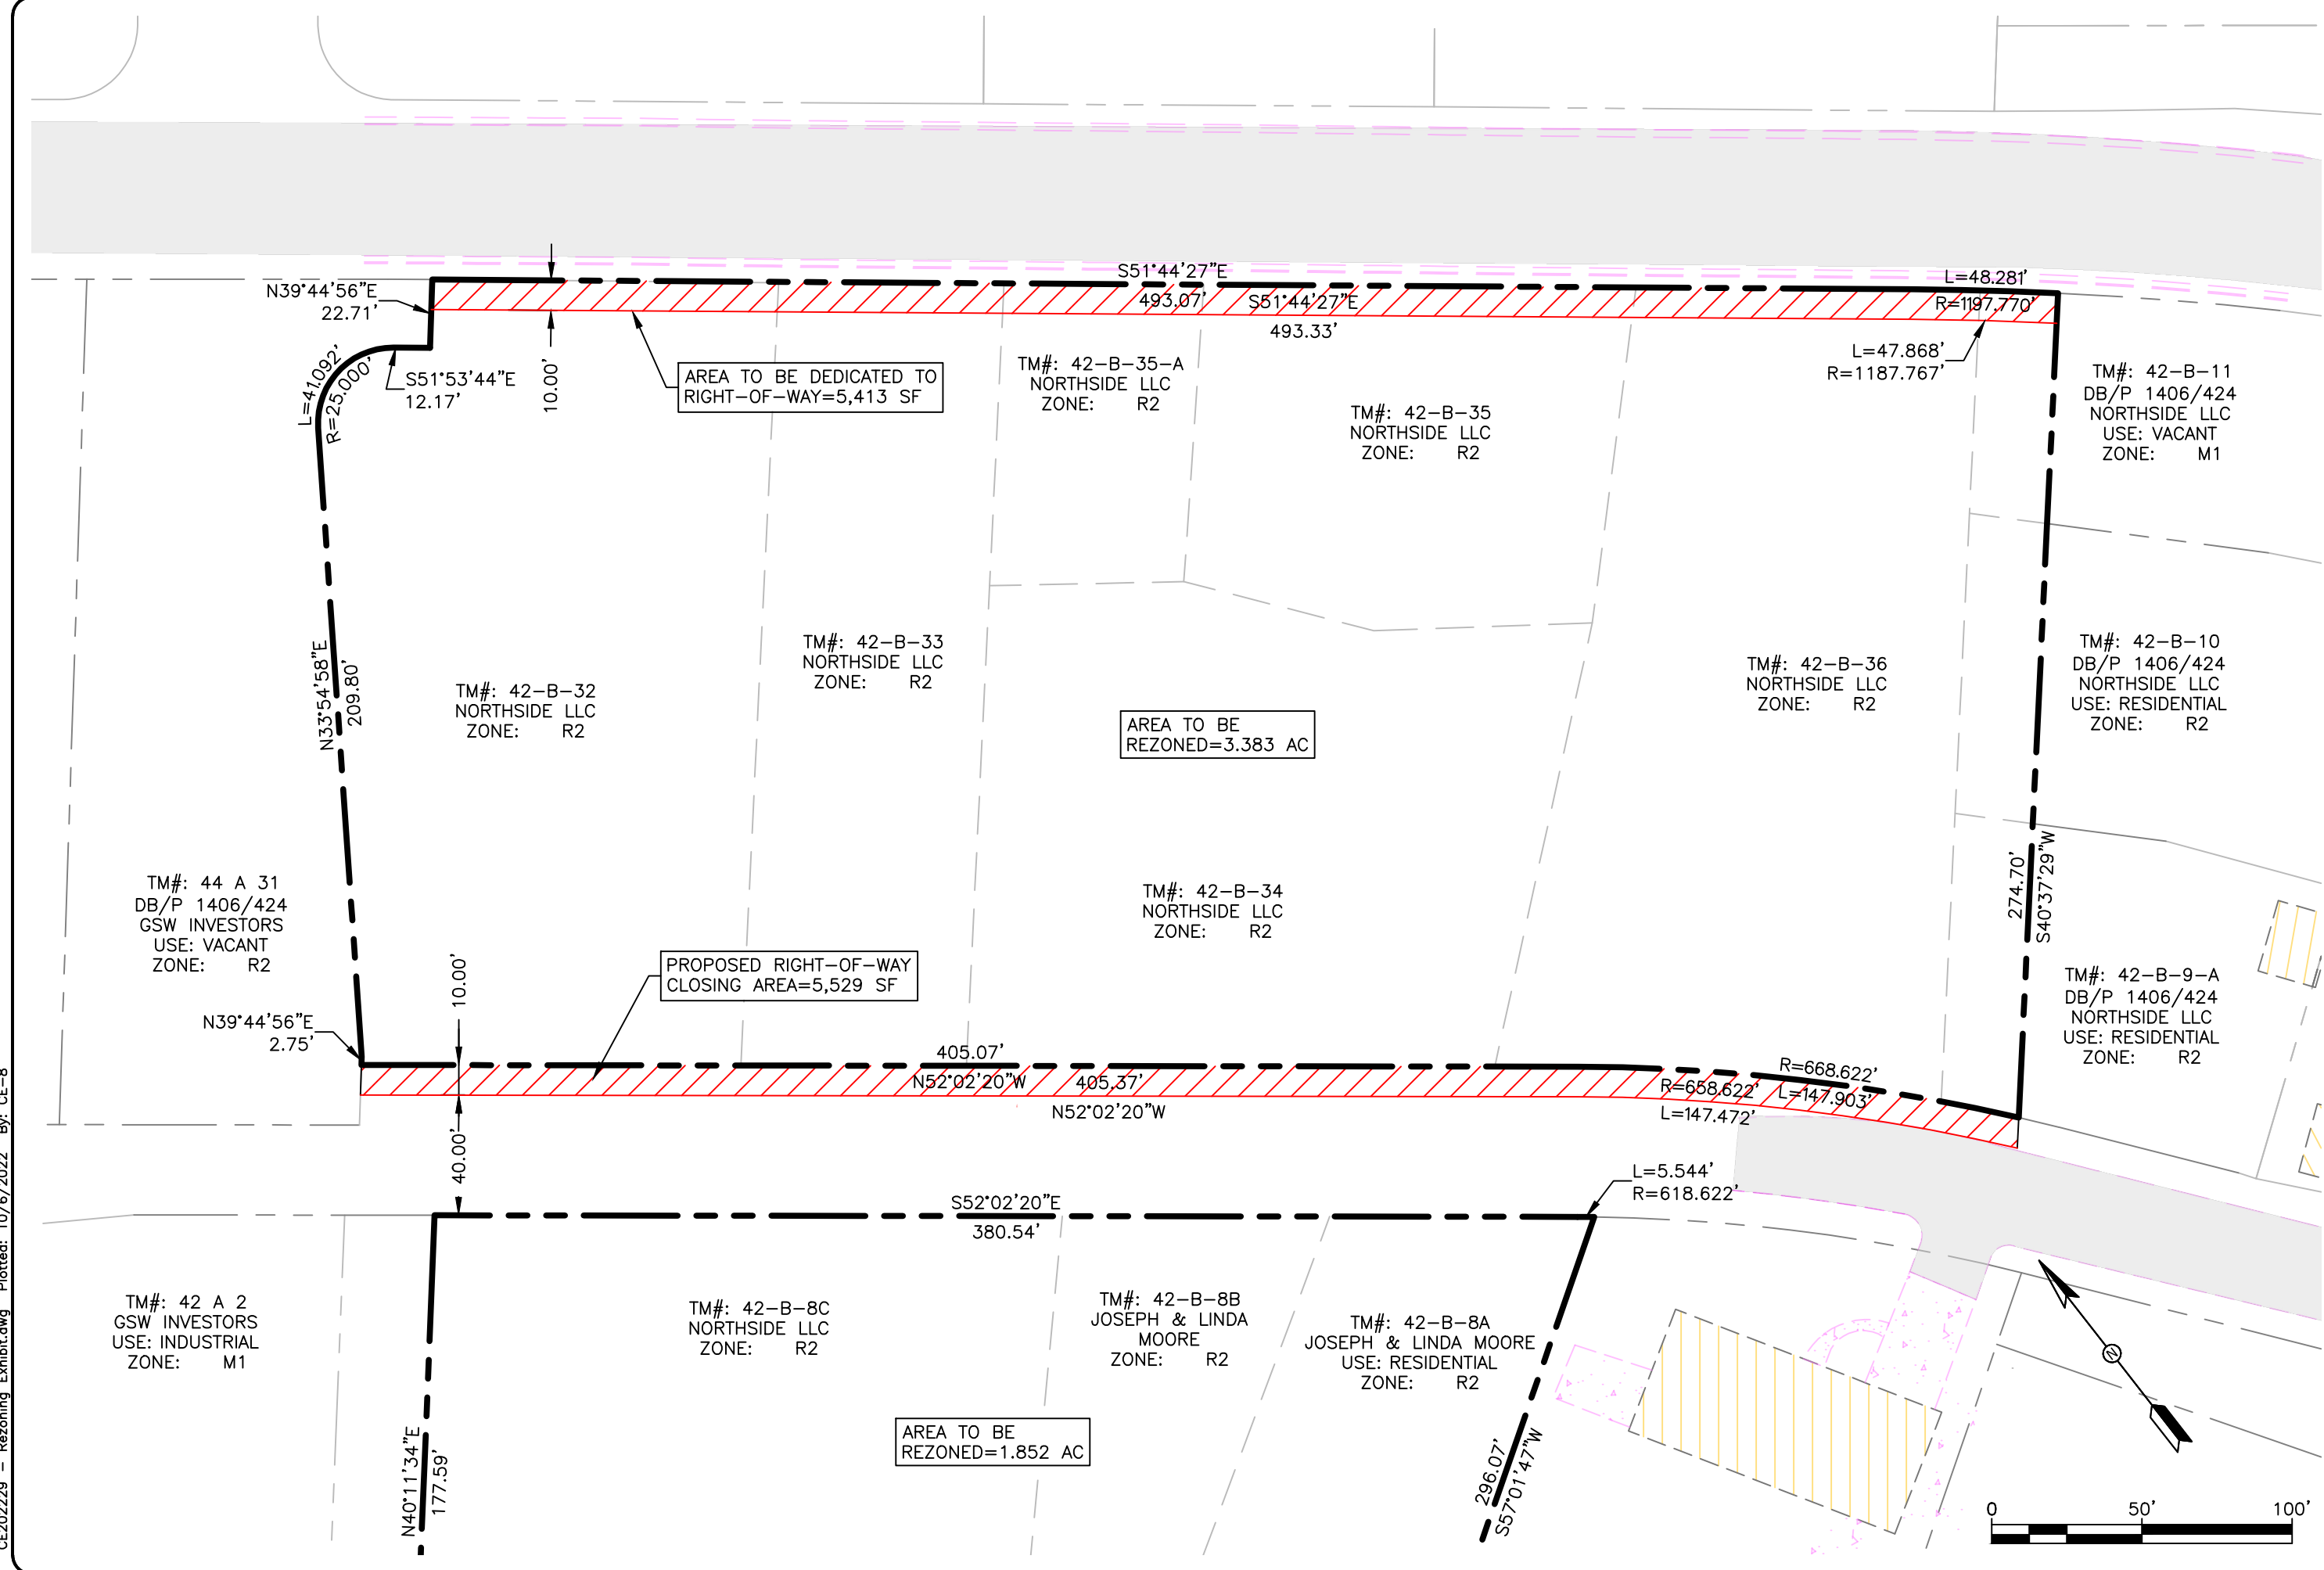 S51°44'27"E
493.07'
S51°44'27"E
493.33'
L=48.281'
R=1197.770'
L=47.868'
R=1187.767'
N39°44'56"E
22.71'
L=41.092'
R=25.000'
S51°53'44"E
12.17'
10.00'
AREA TO BE DEDICATED TO
RIGHT-OF-WAY=5,413 SF
TM#: 42-B-35-A
NORTHSIDE LLC
ZONE: R2
TM#: 42-B-35
NORTHSIDE LLC
ZONE: R2
TM#: 42-B-11
DB/P 1406/424
NORTHSIDE LLC
USE: VACANT
ZONE: M1
N33°54'58"E
209.80'
TM#: 42-B-32
NORTHSIDE LLC
ZONE: R2
TM#: 42-B-33
NORTHSIDE LLC
ZONE: R2
AREA TO BE
REZONED=3.383 AC
TM#: 42-B-36
NORTHSIDE LLC
ZONE: R2
TM#: 42-B-10
DB/P 1406/424
NORTHSIDE LLC
USE: RESIDENTIAL
ZONE: R2
TM#: 44 A 31
DB/P 1406/424
GSW INVESTORS
USE: VACANT
ZONE: R2
TM#: 42-B-34
NORTHSIDE LLC
ZONE: R2
274.70'
S40°37'29"W
TM#: 42-B-9-A
DB/P 1406/424
NORTHSIDE LLC
USE: RESIDENTIAL
ZONE: R2
N39°44'56"E
2.75'
10.00'
PROPOSED RIGHT-OF-WAY
CLOSING AREA=5,529 SF
405.07'
N52°02'20"W
405.37'
N52°02'20"W
R=668.622'
L=147.903'
R=658.622'
L=147.472'
40.00'
L=5.544'
R=618.622'
S52°02'20"E
380.54'
TM#: 42 A 2
GSW INVESTORS
USE: INDUSTRIAL
ZONE: M1
TM#: 42-B-8C
NORTHSIDE LLC
ZONE: R2
TM#: 42-B-8B
JOSEPH & LINDA
MOORE
ZONE: R2
TM#: 42-B-8A
JOSEPH & LINDA MOORE
USE: RESIDENTIAL
ZONE: R2
N40°11'34"E
177.59'
AREA TO BE
REZONED=1.852 AC
296.07'
S57°01'47"W
N
0 50' 100'
CE202229 - Rezoning Exhibit.dwg Plotted: 10/6/2022 By: CE-8